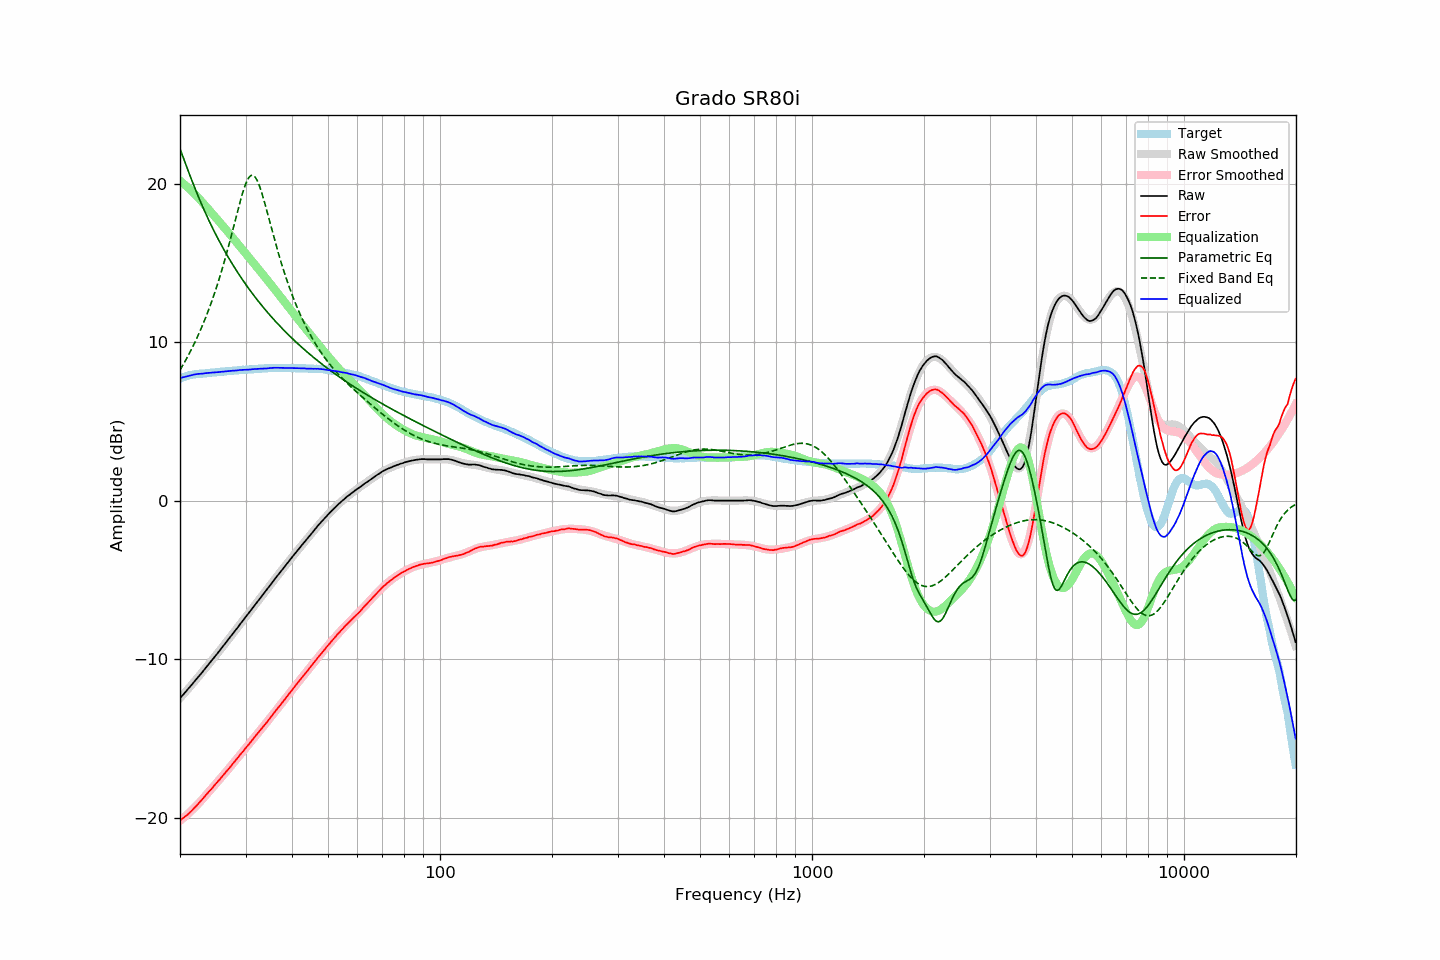 Grado SR80i
Target
Raw Smoothed
Error Smoothed
Raw
Error
Equalization
Parametric Eq
Fixed Band Eq
Equalized
20
10
0
−10
−20
Amplitude (dBr)
100
1000
10000
Frequency (Hz)